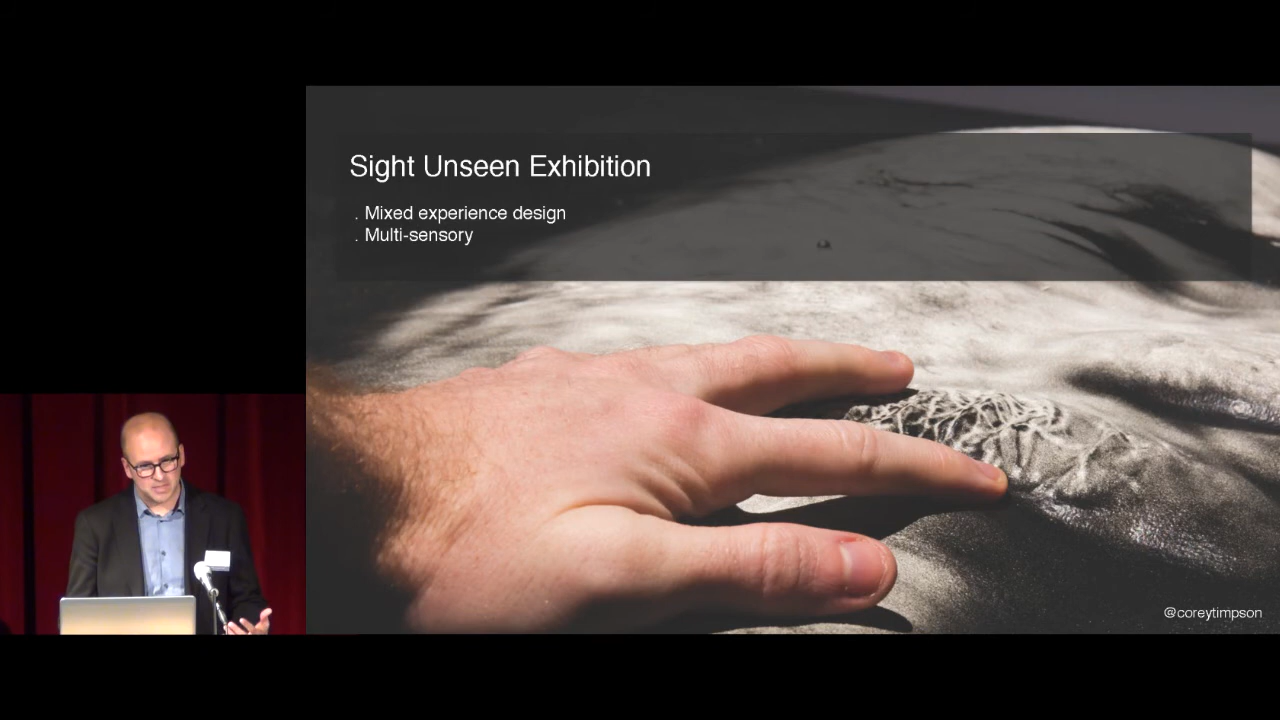 Sight Unseen Exhibition
. Mixed experience design
. Multi-sensory
@coreytimpson